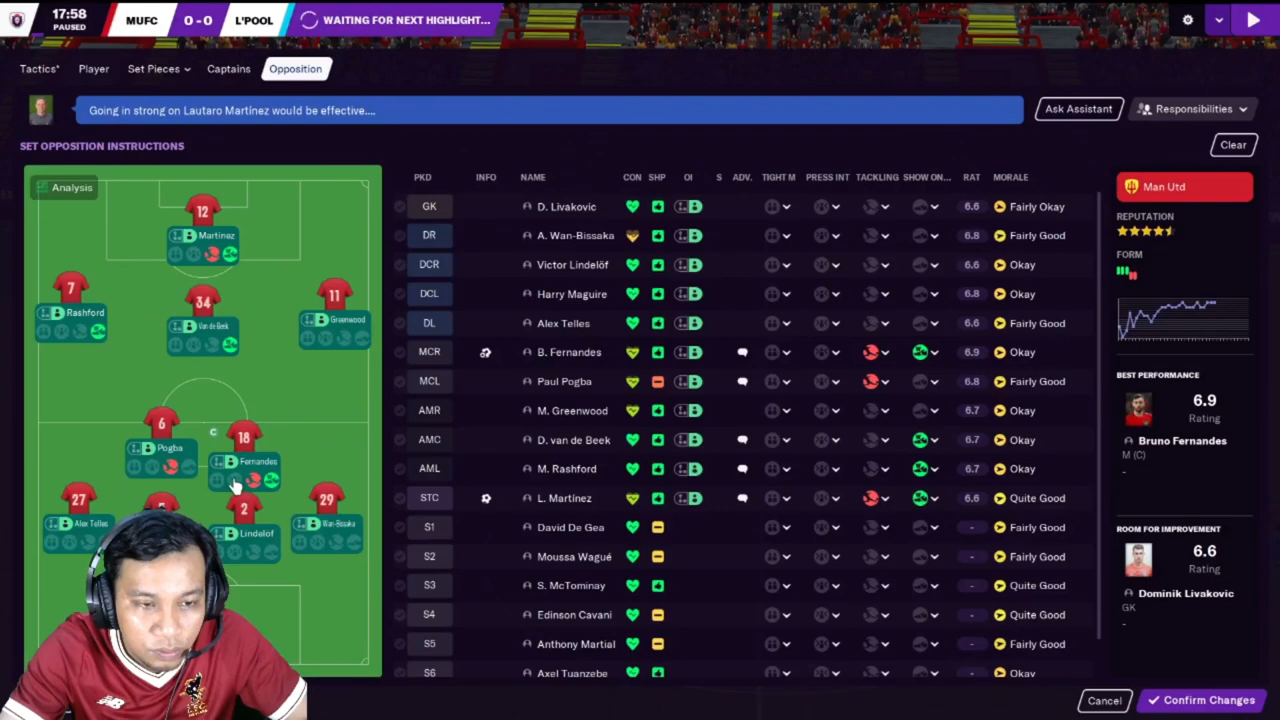 17:58
PAUSED
MUFC
0 - 0
L'POOL
WAITING FOR NEXT HIGHLIGHT...
Tactics*
Player
Set Pieces
Captains
Opposition
Going in strong on Lautaro Martínez would be effective....
Ask Assistant
Responsibilities
SET OPPOSITION INSTRUCTIONS
Clear
Analysis
12
Martínez
7
Rashford
34
Van de Beek
11
Greenwood
6
Pogba
C
18
Fernandes
27
Alex Telles
5
2
Lindelöf
29
Wan-Bissaka
PKD INFO NAME CON SHP OI S ADV. TIGHT M PRESS INT TACKLING SHOW ON... RAT MORALE
GK D. Livakovic 6.6 Fairly Okay
DR A. Wan-Bissaka 6.8 Fairly Good
DCR Victor Lindelöf 6.6 Okay
DCL Harry Maguire 6.8 Okay
DL Alex Telles 6.6 Fairly Good
MCR B. Fernandes 6.9 Okay
MCL Paul Pogba 6.8 Fairly Good
AMR M. Greenwood 6.7 Okay
AMC D. van de Beek 6.7 Okay
AML M. Rashford 6.7 Okay
STC L. Martínez 6.6 Quite Good
S1 David De Gea - Fairly Good
S2 Moussa Wagué - Fairly Good
S3 S. McTominay - Quite Good
S4 Edinson Cavani - Quite Good
S5 Anthony Martial - Fairly Good
S6 Axel Tuanzebe - Okay
Man Utd
REPUTATION
FORM
BEST PERFORMANCE
6.9
Rating
Bruno Fernandes
M (C)
-
ROOM FOR IMPROVEMENT
6.6
Rating
Dominik Livakovic
GK
-
Cancel
Confirm Changes